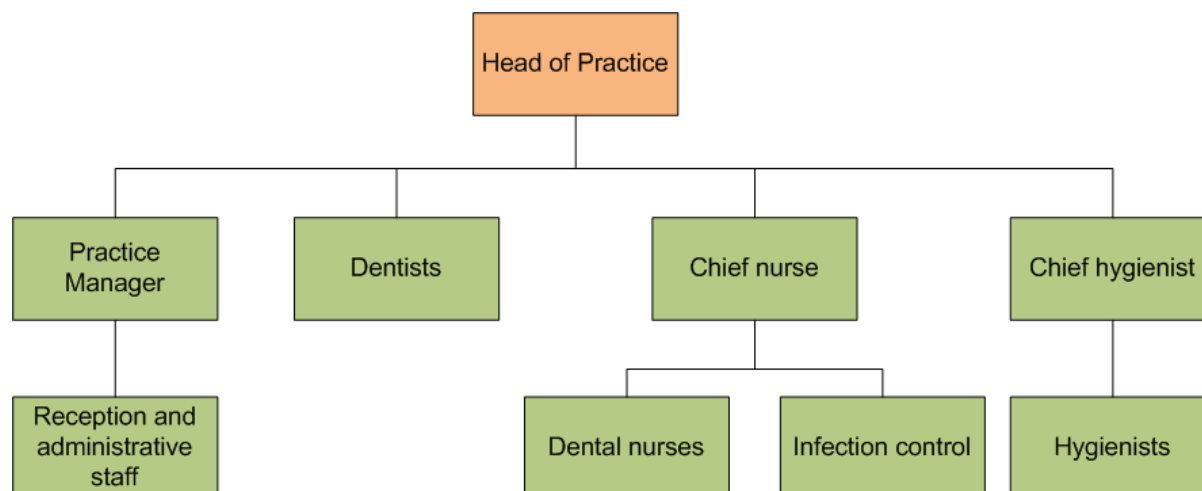 Head of Practice
Practice
Manager
Dentists
Chief nurse
Chief hygienist
Reception and
administrative
staff
Dental nurses
Infection control
Hygienists